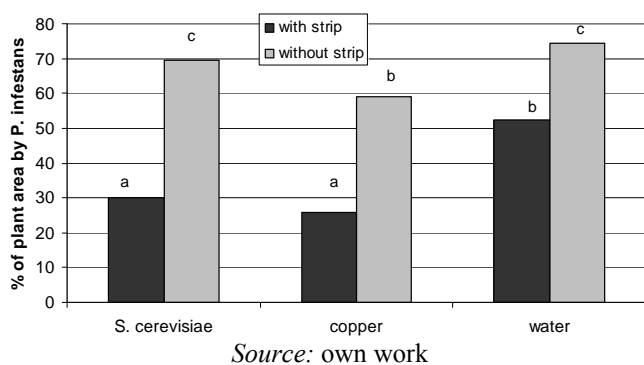 % of plant area by P. infestans
80
70
60
50
40
30
20
10
0
with strip
without strip
a
c
a
b
b
c
S. cerevisiae
copper
water
Source: own work